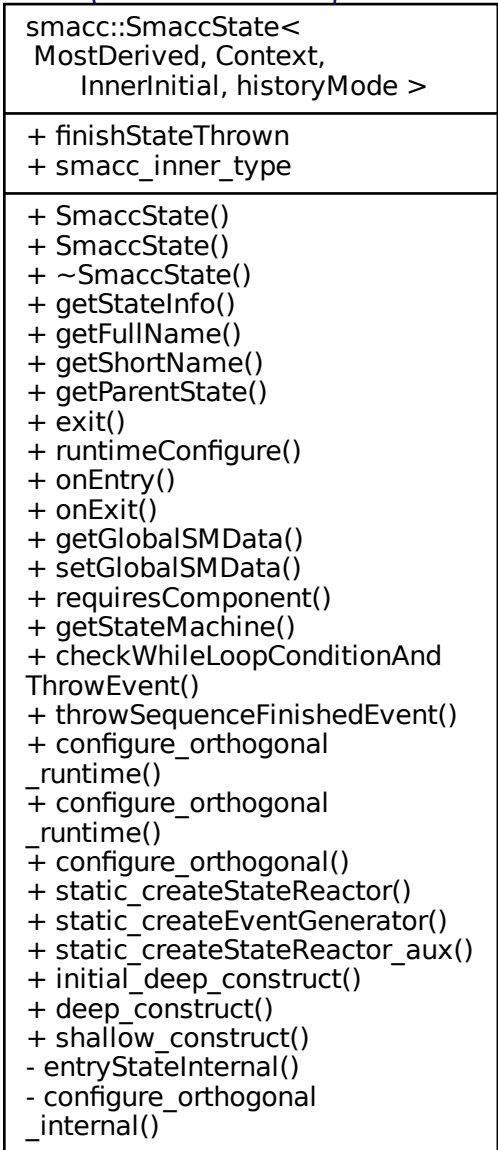 smacc::SmaccState<
MostDerived, Context,
InnerInitial, historyMode >
+ finishStateThrown
+ smacc_inner_type
+ SmaccState()
+ SmaccState()
+ ~SmaccState()
+ getStateInfo()
+ getFullName()
+ getShortName()
+ getParentState()
+ exit()
+ runtimeConfigure()
+ onEntry()
+ onExit()
+ getGlobalSMData()
+ setGlobalSMData()
+ requiresComponent()
+ getStateMachine()
+ checkWhileLoopConditionAnd
ThrowEvent()
+ throwSequenceFinishedEvent()
+ configure_orthogonal
_runtime()
+ configure_orthogonal
_runtime()
+ configure_orthogonal()
+ static_createStateReactor()
+ static_createEventGenerator()
+ static_createStateReactor_aux()
+ initial_deep_construct()
+ deep_construct()
+ shallow_construct()
- entryStateInternal()
- configure_orthogonal
_internal()